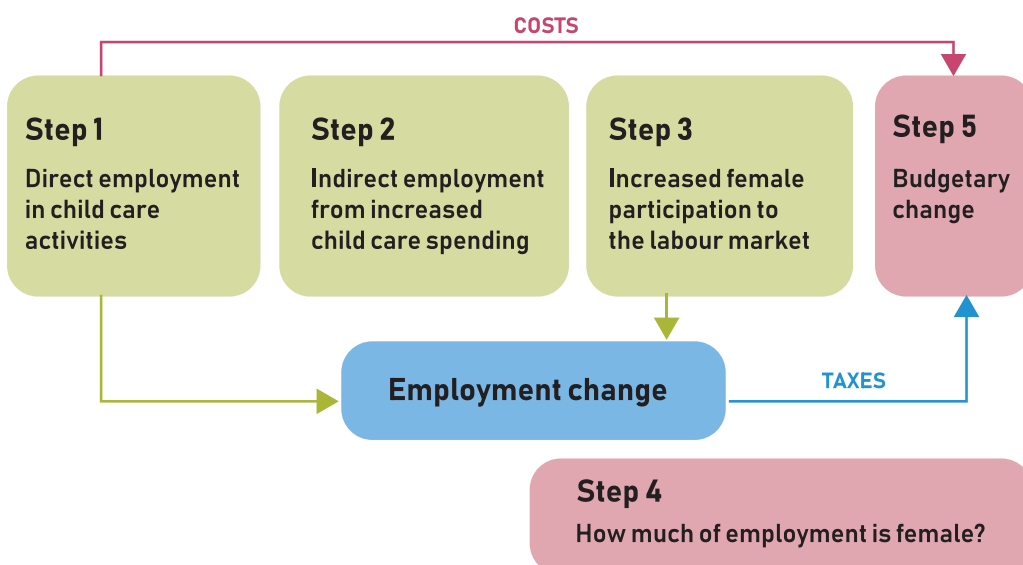 COSTS
Step 1
Direct employment
in child care
activities
Step 2
Indirect employment
from increased
child care spending
Step 3
Increased female
participation to
the labour market
Step 5
Budgetary
change
Employment change
TAXES
Step 4
How much of employment is female?